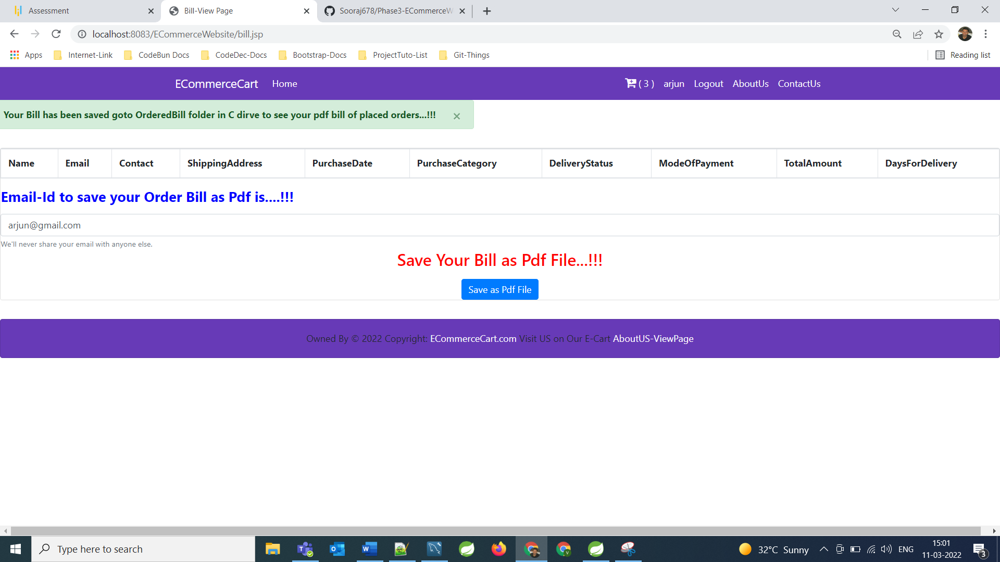 Assessment
Bill-View Page
Sooraj678/Phase3-ECommerceW
localhost:8083/ECommerceWebsite/bill.jsp
Apps Internet-Link CodeBun Docs CodeDec-Docs Bootstrap-Docs ProjectTuto-List Git-Things Reading list
ECommerceCart Home ( 3 ) arjun Logout AboutUs ContactUs
Your Bill has been saved goto OrderedBill folder in C dirve to see your pdf bill of placed orders...!!! ×
Name Email Contact ShippingAddress PurchaseDate PurchaseCategory DeliveryStatus ModeOfPayment TotalAmount DaysForDelivery
Email-Id to save your Order Bill as Pdf is....!!!
arjun@gmail.com
We'll never share your email with anyone else.
Save Your Bill as Pdf File...!!!
Save as Pdf File
Owned By © 2022 Copyright: ECommerceCart.com Visit US on Our E-Cart AboutUS-ViewPage
Type here to search
32°C Sunny
ENG
15:01
11-03-2022
3